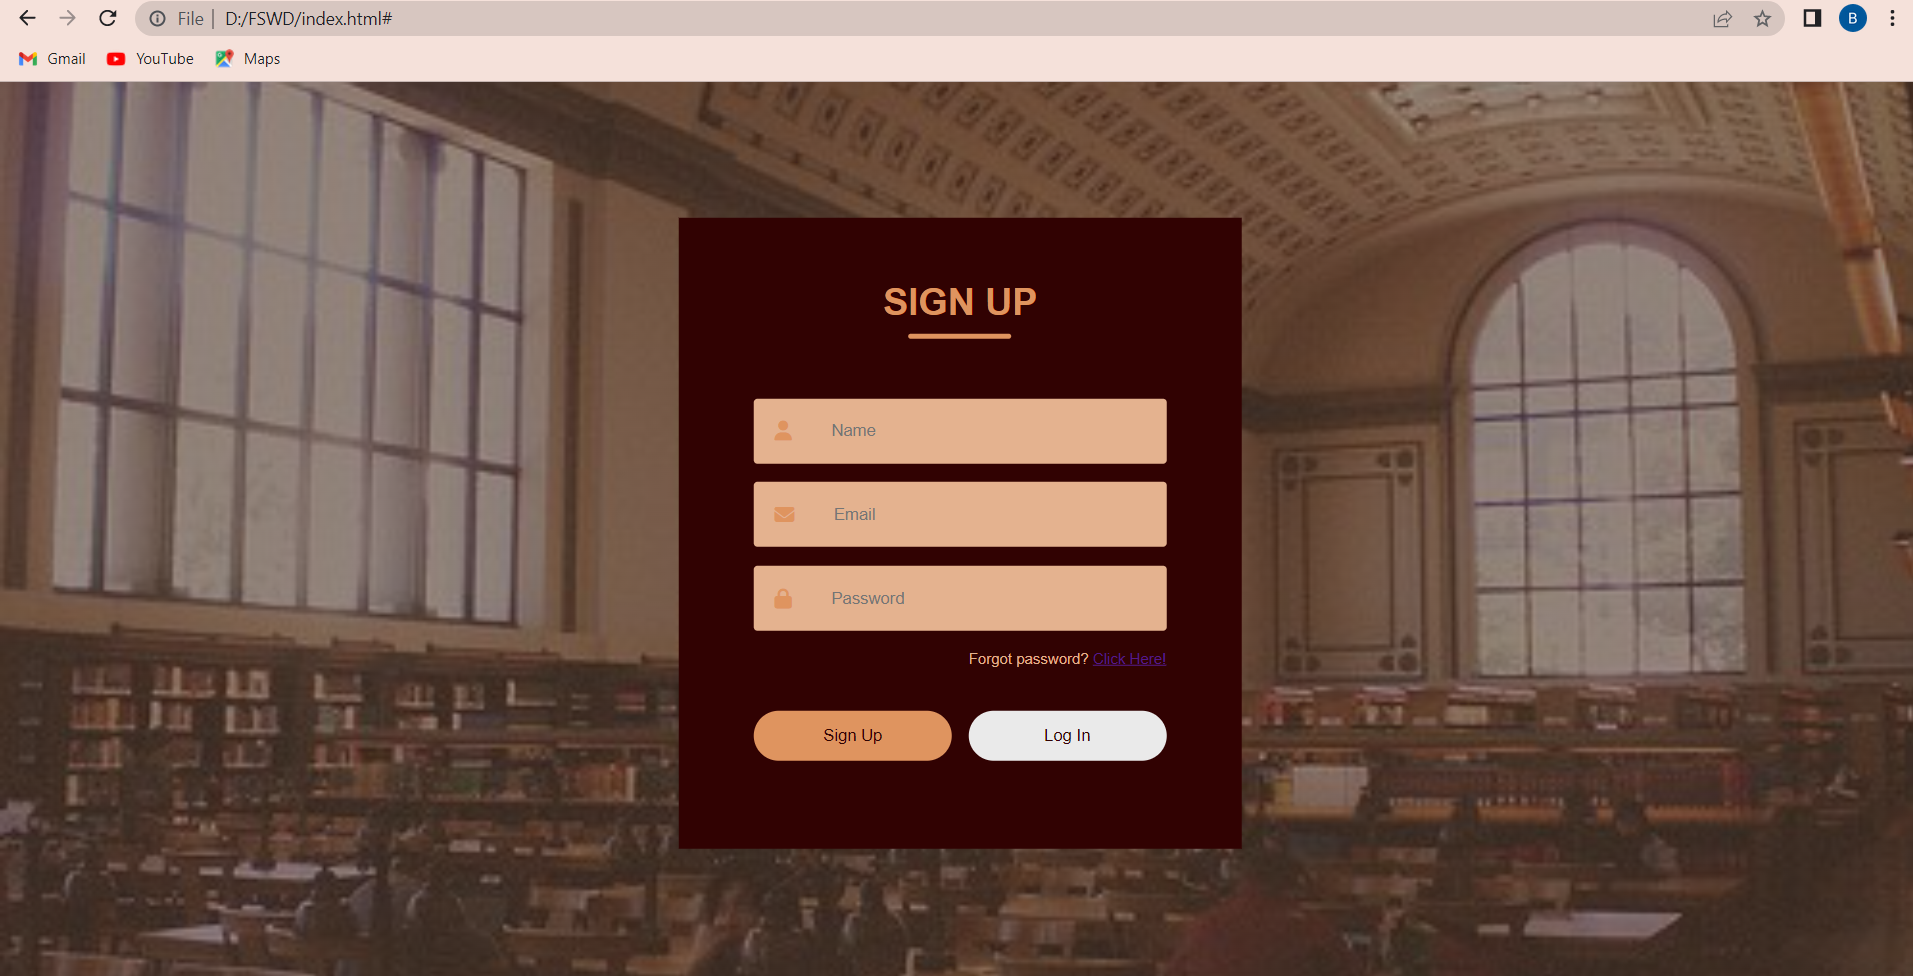 File | D:/FSWD/index.html#
B
Gmail YouTube Maps
SIGN UP
Name
Email
Password
Forgot password? Click Here!
Sign Up Log In